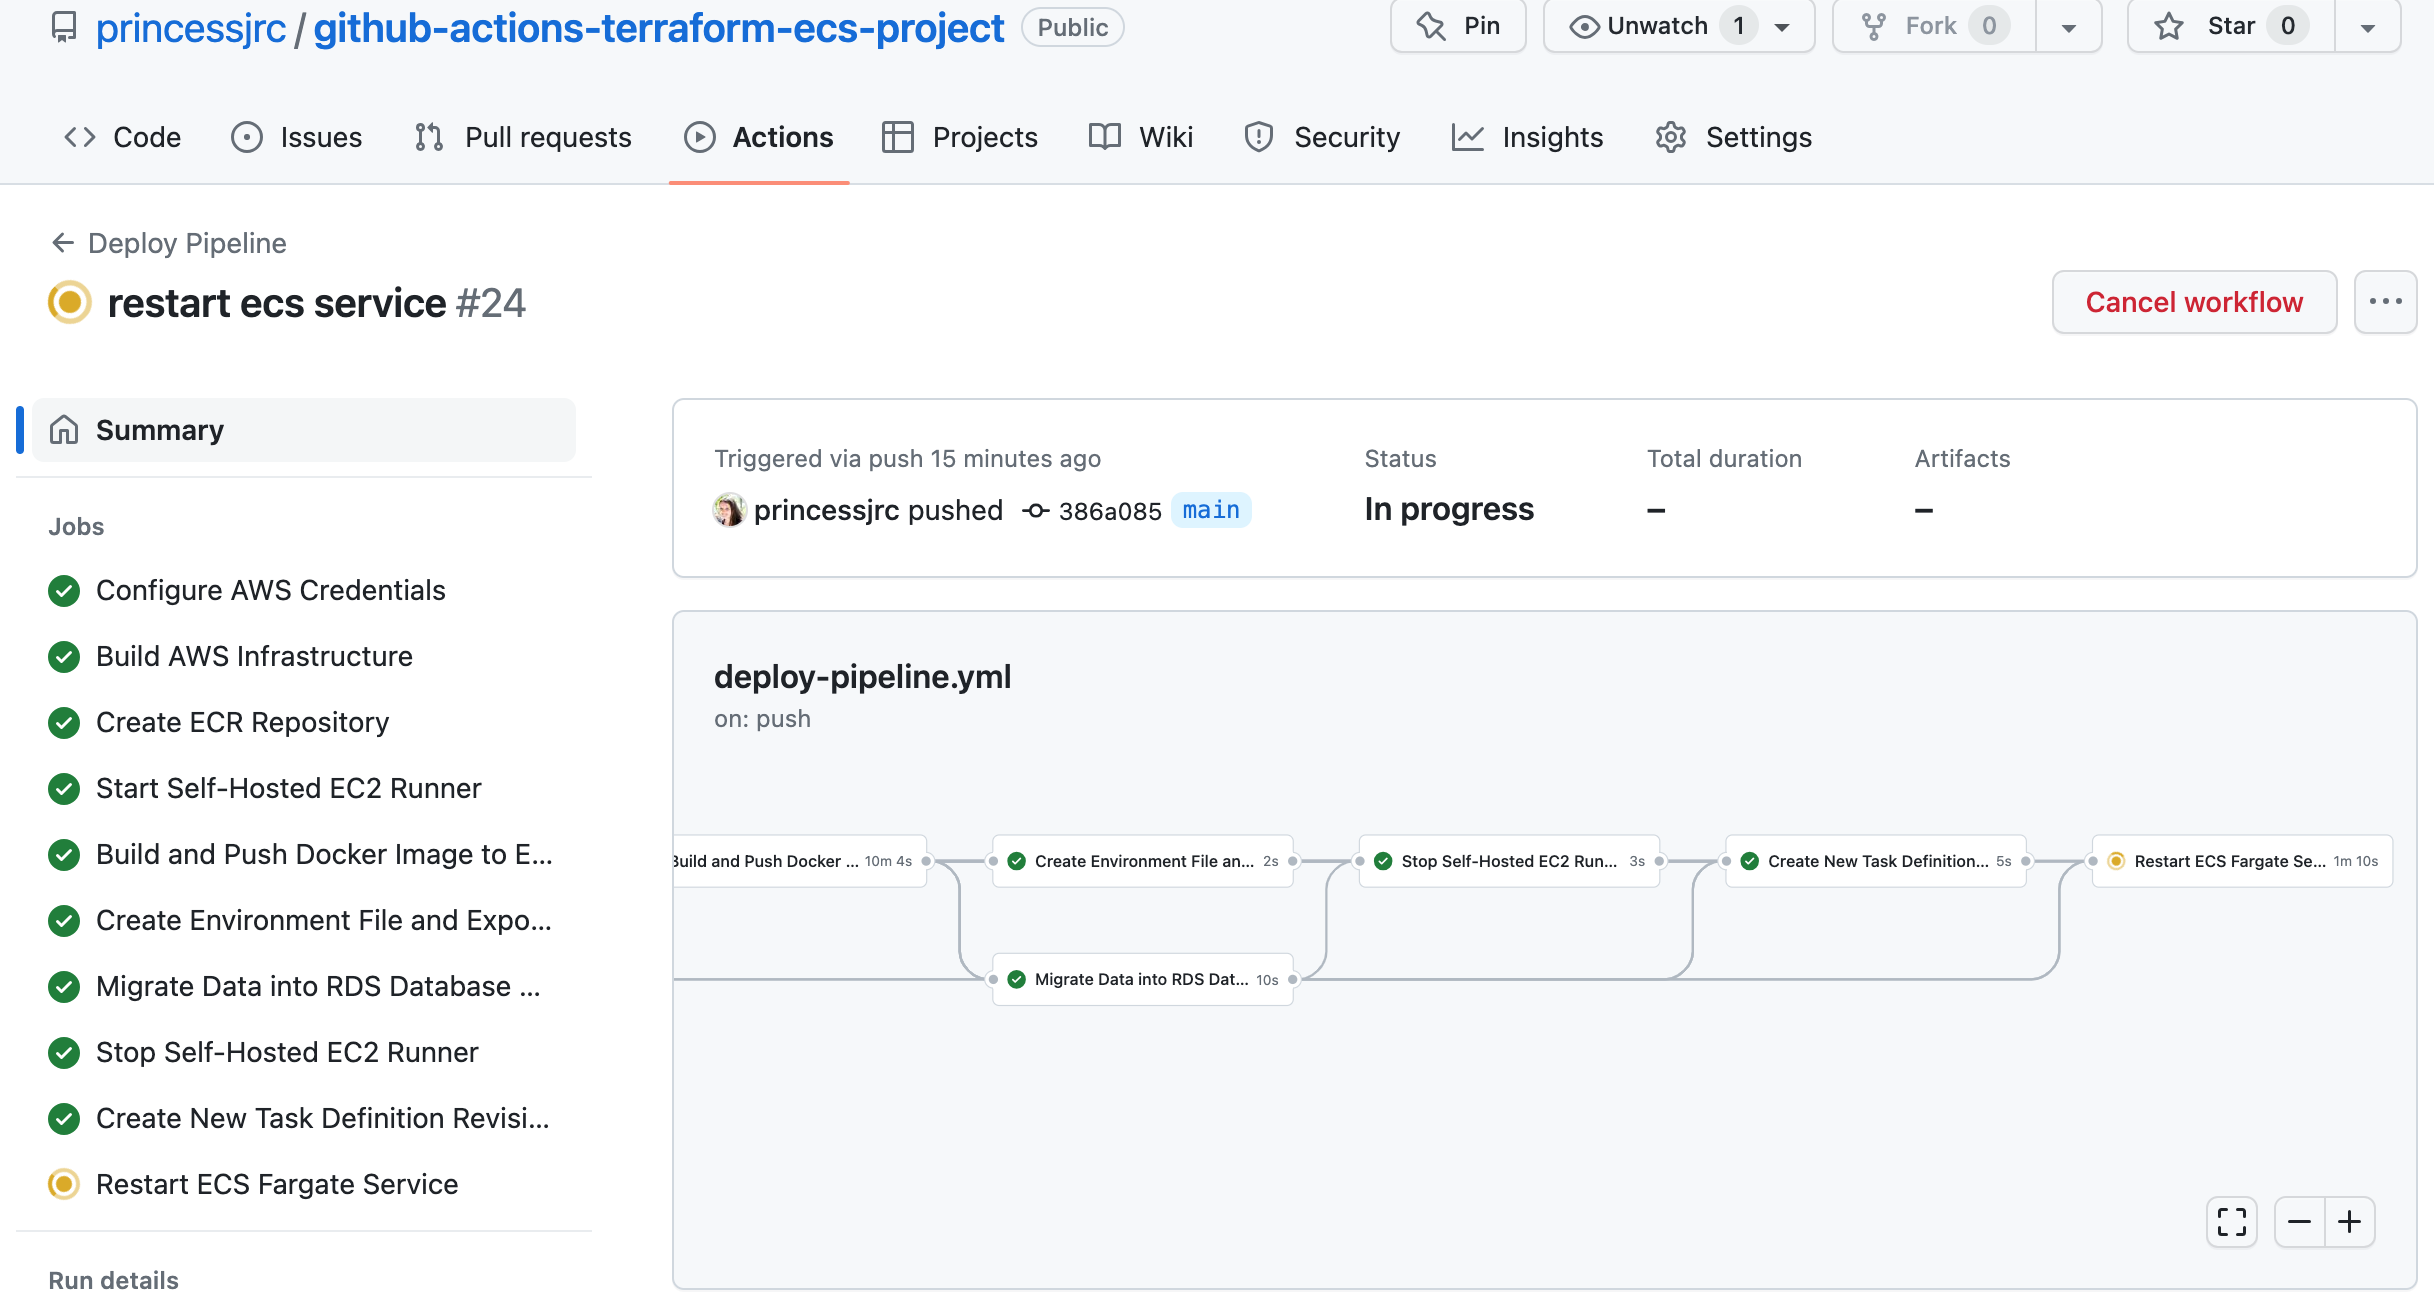 princessjrc / github-actions-terraform-ecs-project Public Pin Unwatch 1 Fork 0 Star 0
Code Issues Pull requests Actions Projects Wiki Security Insights Settings
← Deploy Pipeline
restart ecs service #24
Cancel workflow ...
Summary
Jobs
Configure AWS Credentials
Build AWS Infrastructure
Create ECR Repository
Start Self-Hosted EC2 Runner
Build and Push Docker Image to E...
Create Environment File and Expo...
Migrate Data into RDS Database ...
Stop Self-Hosted EC2 Runner
Create New Task Definition Revisi...
Restart ECS Fargate Service
Run details
Triggered via push 15 minutes ago
princessjrc pushed 386a085 main
Status
In progress
Total duration
–
Artifacts
–
deploy-pipeline.yml
on: push
Build and Push Docker ... 10m 4s
Create Environment File an... 2s
Stop Self-Hosted EC2 Run... 3s
Create New Task Definition... 5s
Restart ECS Fargate Se... 1m 10s
Migrate Data into RDS Dat... 10s